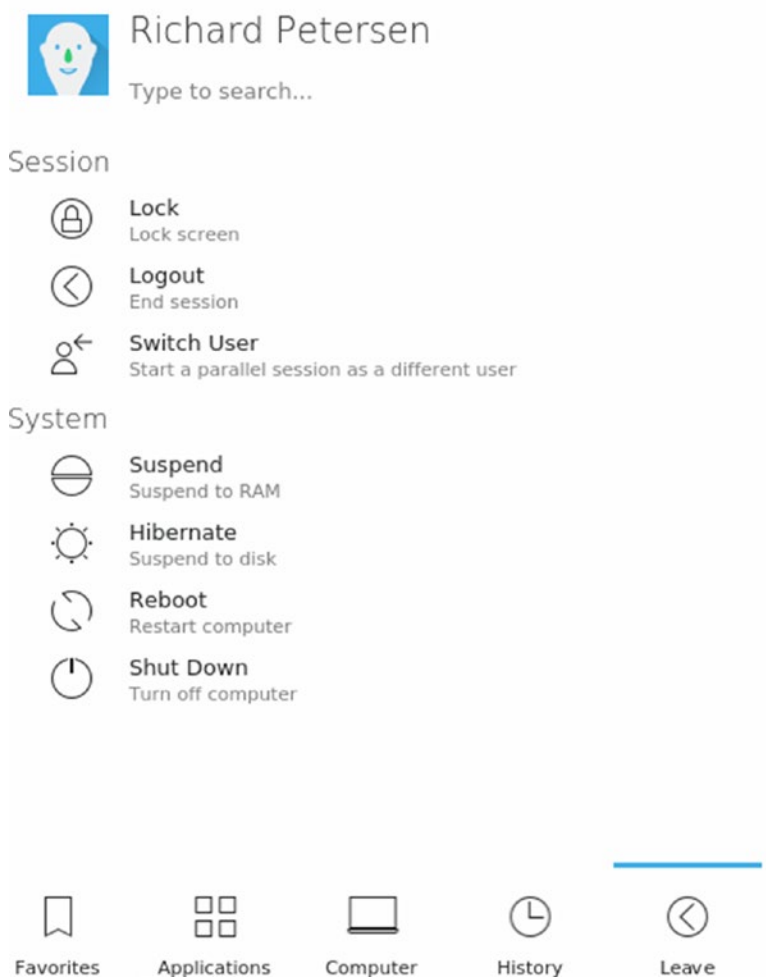 Richard Petersen
Type to search...
Session
Lock
Lock screen
Logout
End session
Switch User
Start a parallel session as a different user
System
Suspend
Suspend to RAM
Hibernate
Suspend to disk
Reboot
Restart computer
Shut Down
Turn off computer
Favorites Applications Computer History Leave